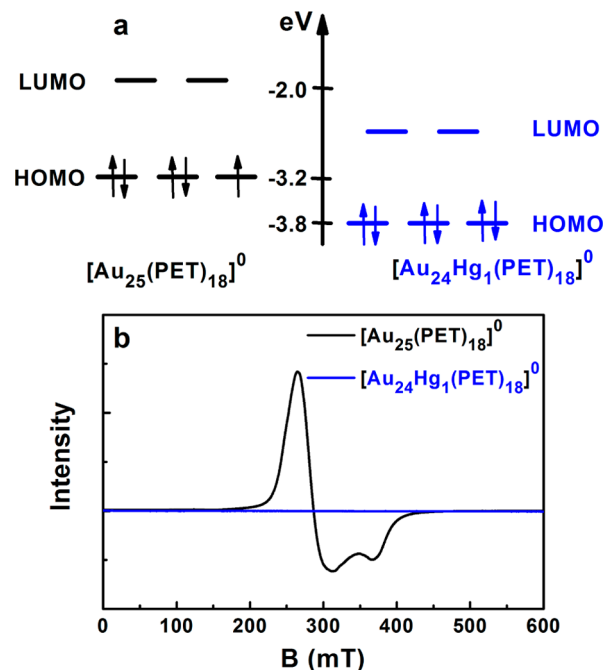 a
eV
LUMO
-2.0
LUMO
HOMO
-3.2
-3.8
HOMO
[Au25(PET)18]0
[Au24Hg1(PET)18]0
b
[Au25(PET)18]0
[Au24Hg1(PET)18]0
Intensity
0 100 200 300 400 500 600
B (mT)